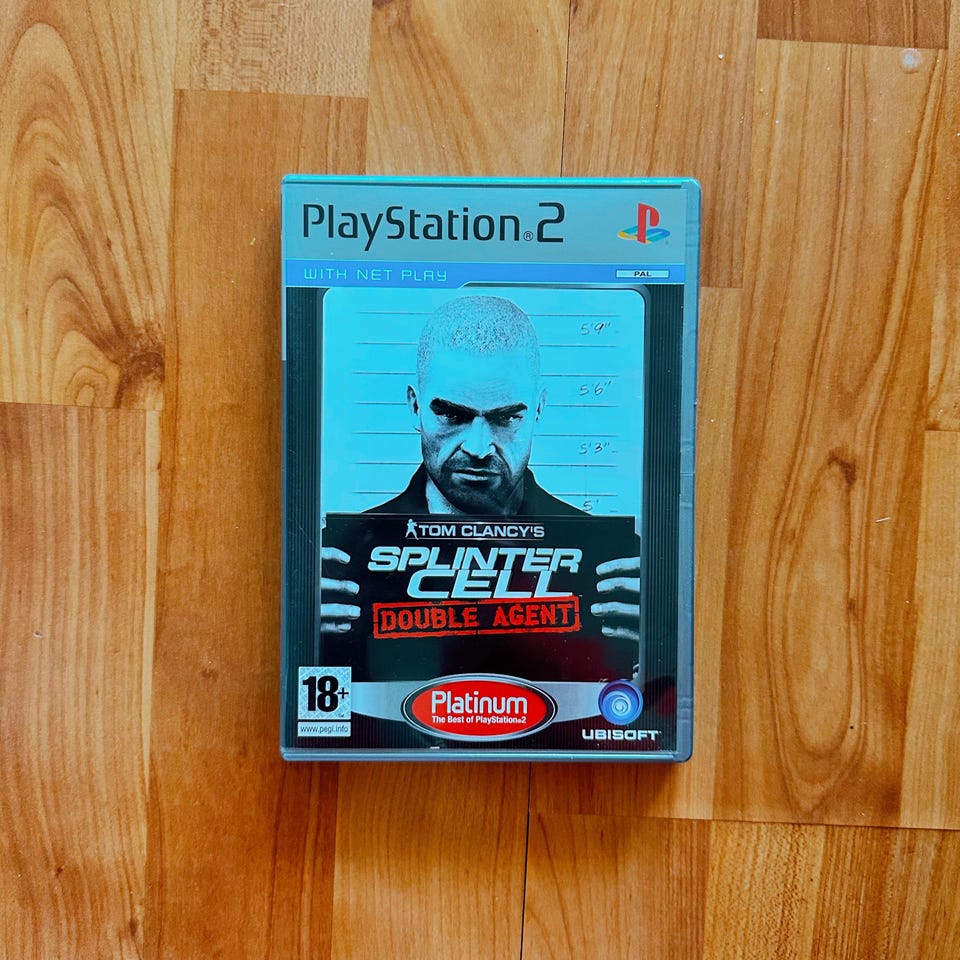 PlayStation®2
WITH NET PLAY
PAL
5'9"
5'6"
5'3"
5'
TOM CLANCY'S
SPLINTER
CELL™
DOUBLE AGENT
18+
www.pegi.info
Platinum
The Best of PlayStation®2
UBISOFT